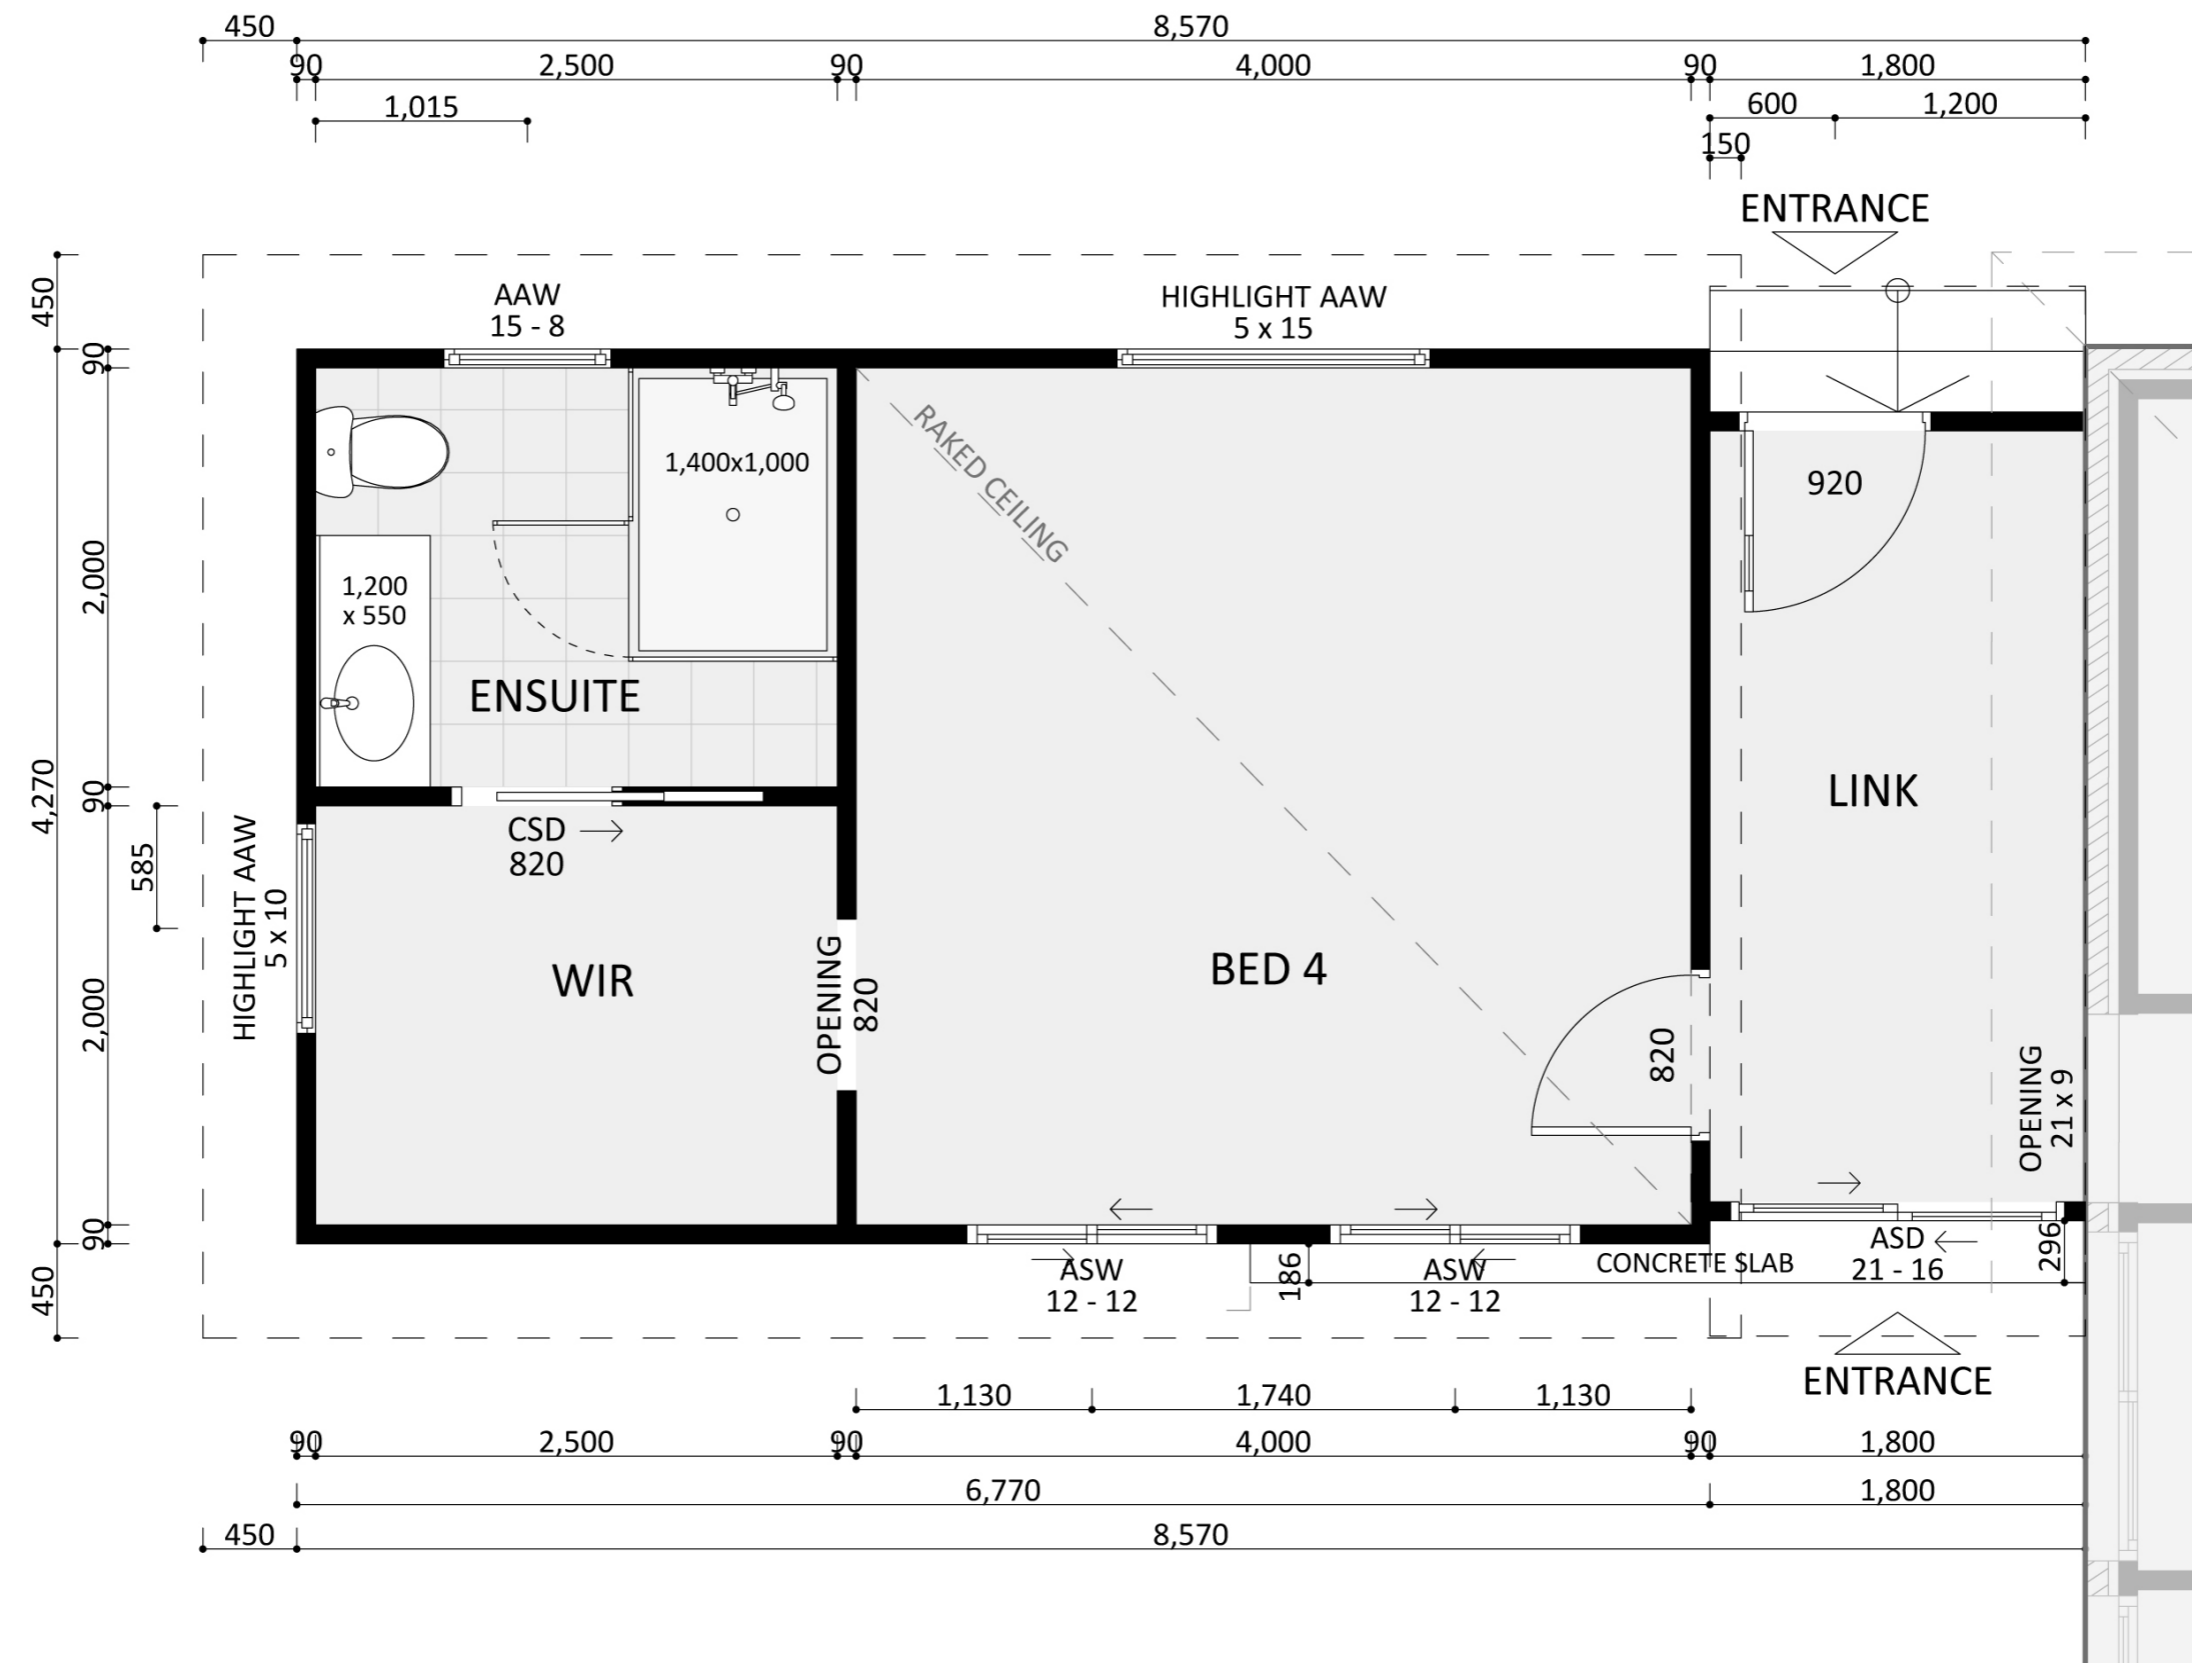 450
8,570
90
2,500
90
4,000
90
1,800
1,015
600
1,200
150
ENTRANCE
AAW
15 - 8
HIGHLIGHT AAW
5 x 15
450
90
2,000
90
4,270
585
2,000
90
450
1,400x1,000
RAKED CEILING
920
1,200
x 550
ENSUITE
LINK
CSD
820
HIGHLIGHT AAW
5 x 10
WIR
OPENING
820
BED 4
820
OPENING
21 x 9
ASW
12 - 12
186
ASW
12 - 12
CONCRETE SLAB
ASD
21 - 16
296
ENTRANCE
1,130
1,740
1,130
90
2,500
90
4,000
90
1,800
6,770
1,800
450
8,570